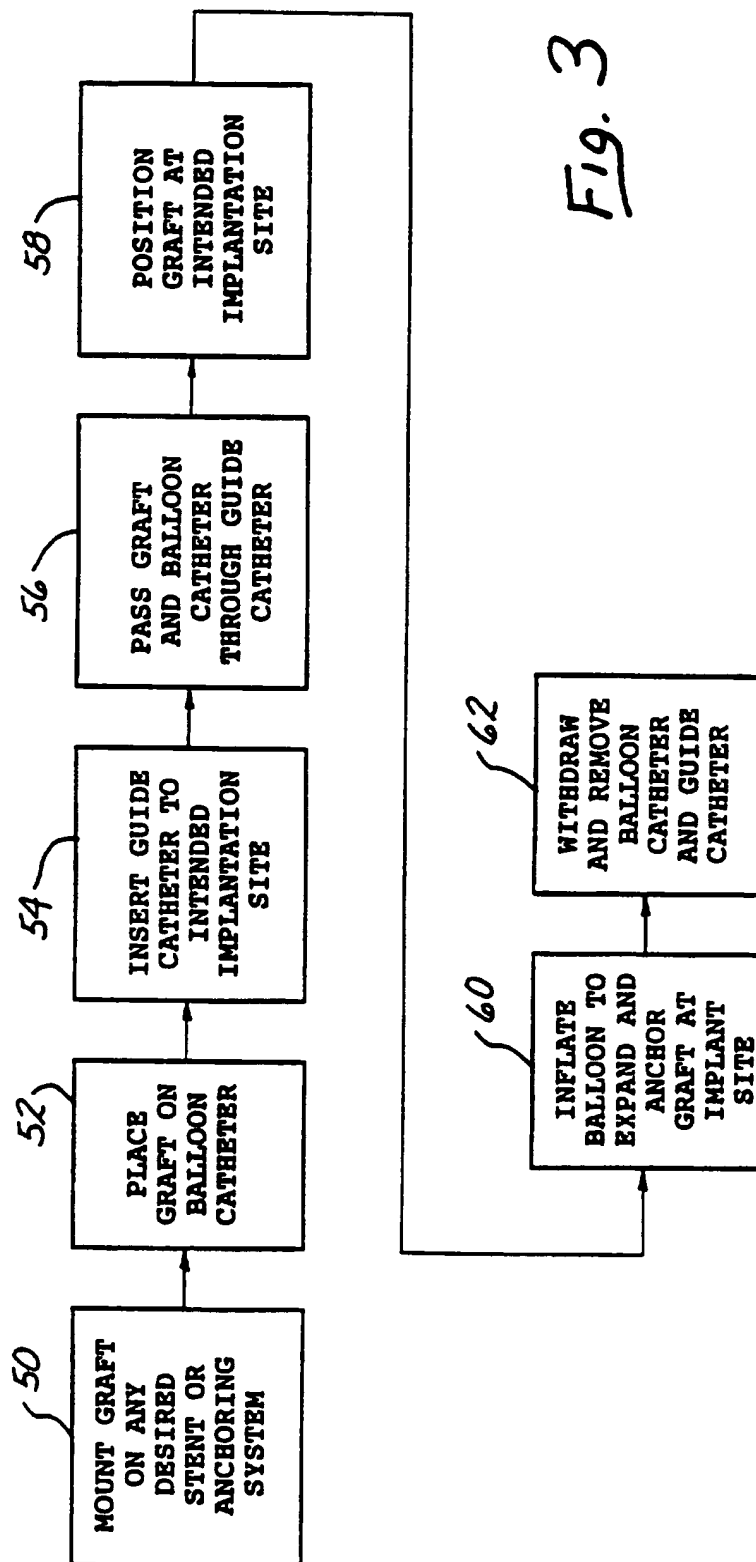 50
MOUNT GRAFT
ON ANY
DESIRED
STENT OR
ANCHORING
SYSTEM
52
PLACE
GRAFT ON
BALLOON
CATHETER
54
INSERT GUIDE
CATHETER TO
INTENDED
IMPLANTATION
SITE
56
PASS GRAFT
AND BALLOON
CATHETER
THROUGH GUIDE
CATHETER
58
POSITION
GRAFT AT
INTENDED
IMPLANTATION
SITE
60
INFLATE
BALLOON TO
EXPAND AND
ANCHOR
GRAFT AT
IMPLANT
SITE
62
WITHDRAW
AND REMOVE
BALLOON
CATHETER
AND GUIDE
CATHETER
Fig. 3